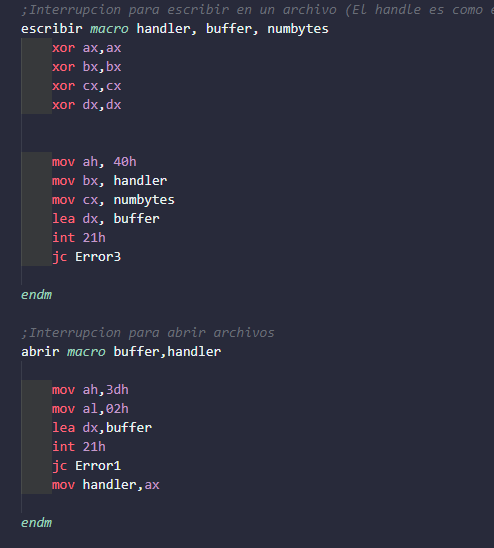 ;Interrupcion para escribir en un archivo (El handle es como
escribir macro handler, buffer, numbytes
xor ax,ax
xor bx,bx
xor cx,cx
xor dx,dx
mov ah, 40h
mov bx, handler
mov cx, numbytes
lea dx, buffer
int 21h
jc Error3
endm
;Interrupcion para abrir archivos
abrir macro buffer,handler
mov ah,3dh
mov al,02h
lea dx,buffer
int 21h
jc Error1
mov handler,ax
endm